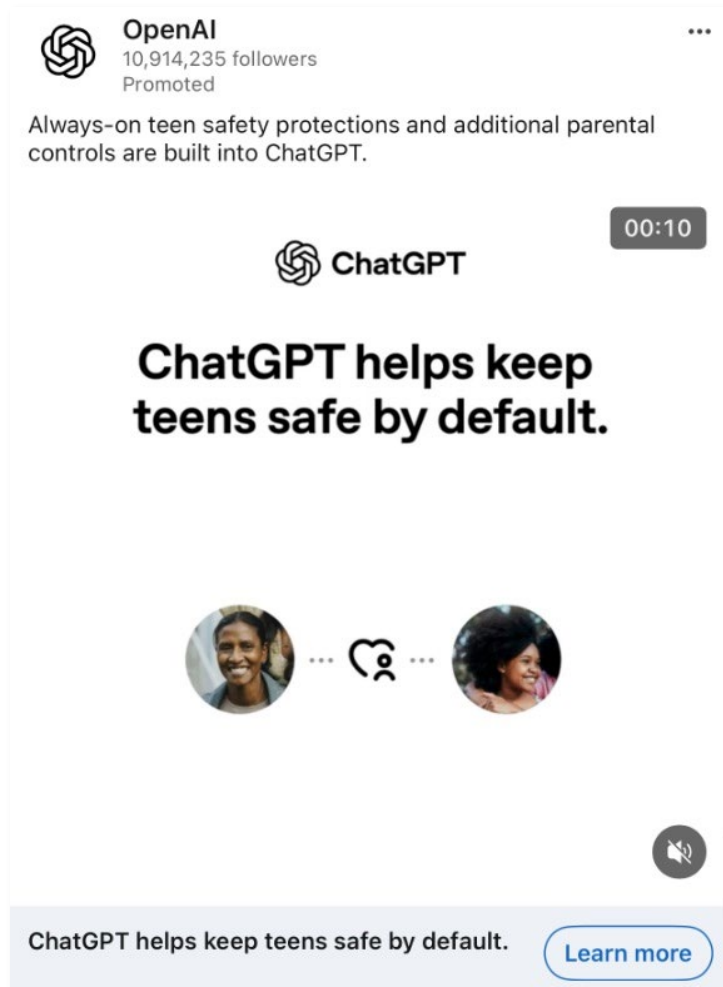 OpenAI
10,914,235 followers
Promoted
Always-on teen safety protections and additional parental
controls are built into ChatGPT.
00:10
ChatGPT
ChatGPT helps keep
teens safe by default.
ChatGPT helps keep teens safe by default.
Learn more